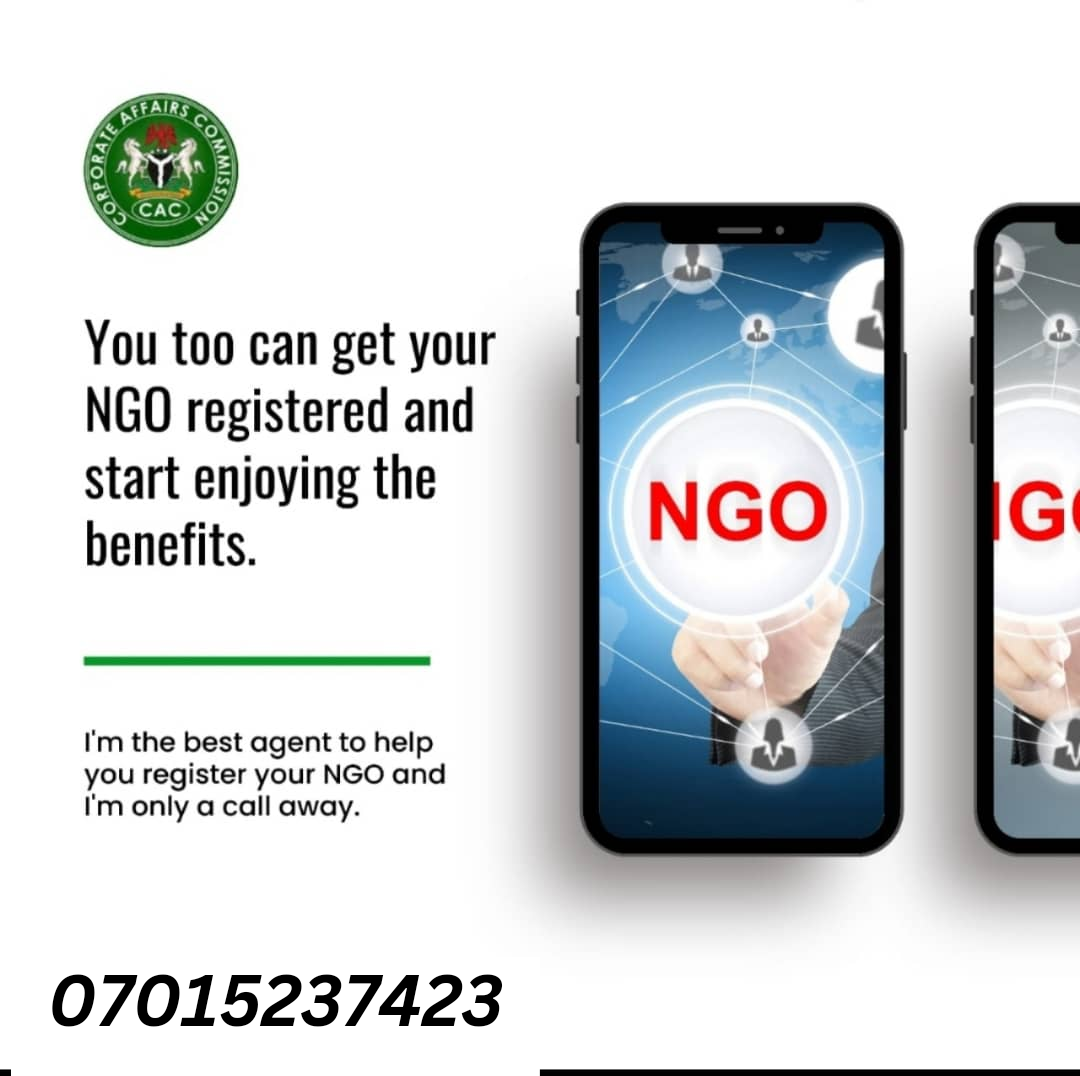 CORPORATE AFFAIRS COMMISSION
CAC
You too can get your
NGO registered and
start enjoying the
benefits.
I'm the best agent to help
you register your NGO and
I'm only a call away.
07015237423
NGO
NGO